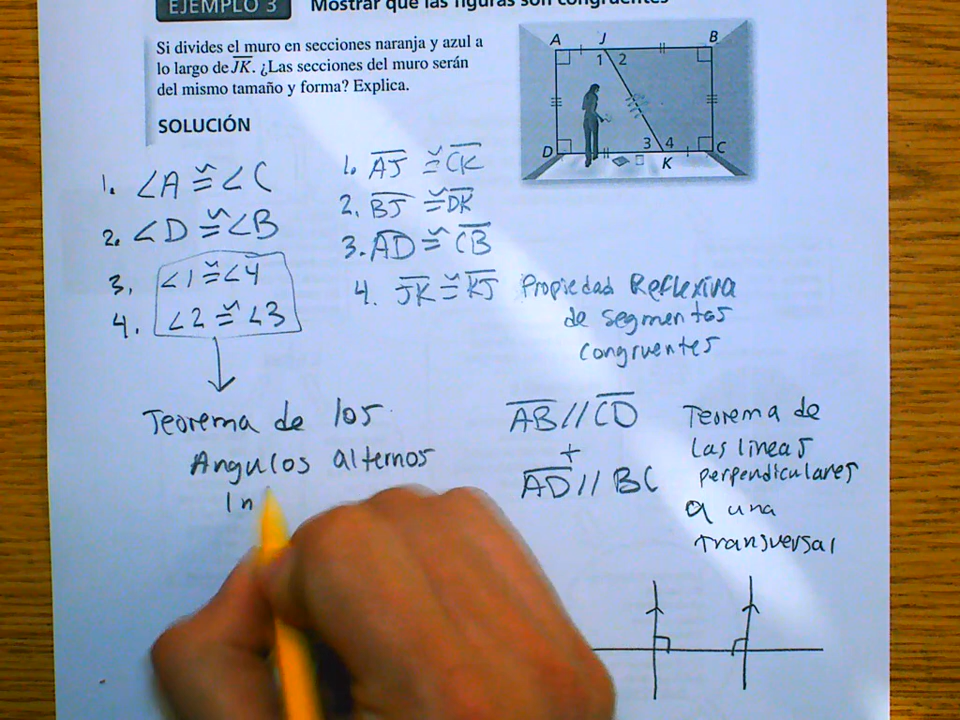 EJEMPLO 3 Mostrar que las figuras son congruentes
Si divides el muro en secciones naranja y azul a
lo largo de JK. ¿Las secciones del muro serán
del mismo tamaño y forma? Explica.
SOLUCIÓN
A J B
1 2
3 4
D K C
1. ∠A ≅ ∠C
2. ∠D ≅ ∠B
3. ∠1 ≅ ∠4
4. ∠2 ≅ ∠3
1. AJ ≅ CK
2. BJ ≅ DK
3. AD ≅ CB
4. JK ≅ KJ Propiedad Reflexiva
de segmentos
congruentes
Teorema de los
Angulos alternos
In
AB // CD
+
AD // BC
Teorema de
Las lineas
perpendiculares
a una
transversal